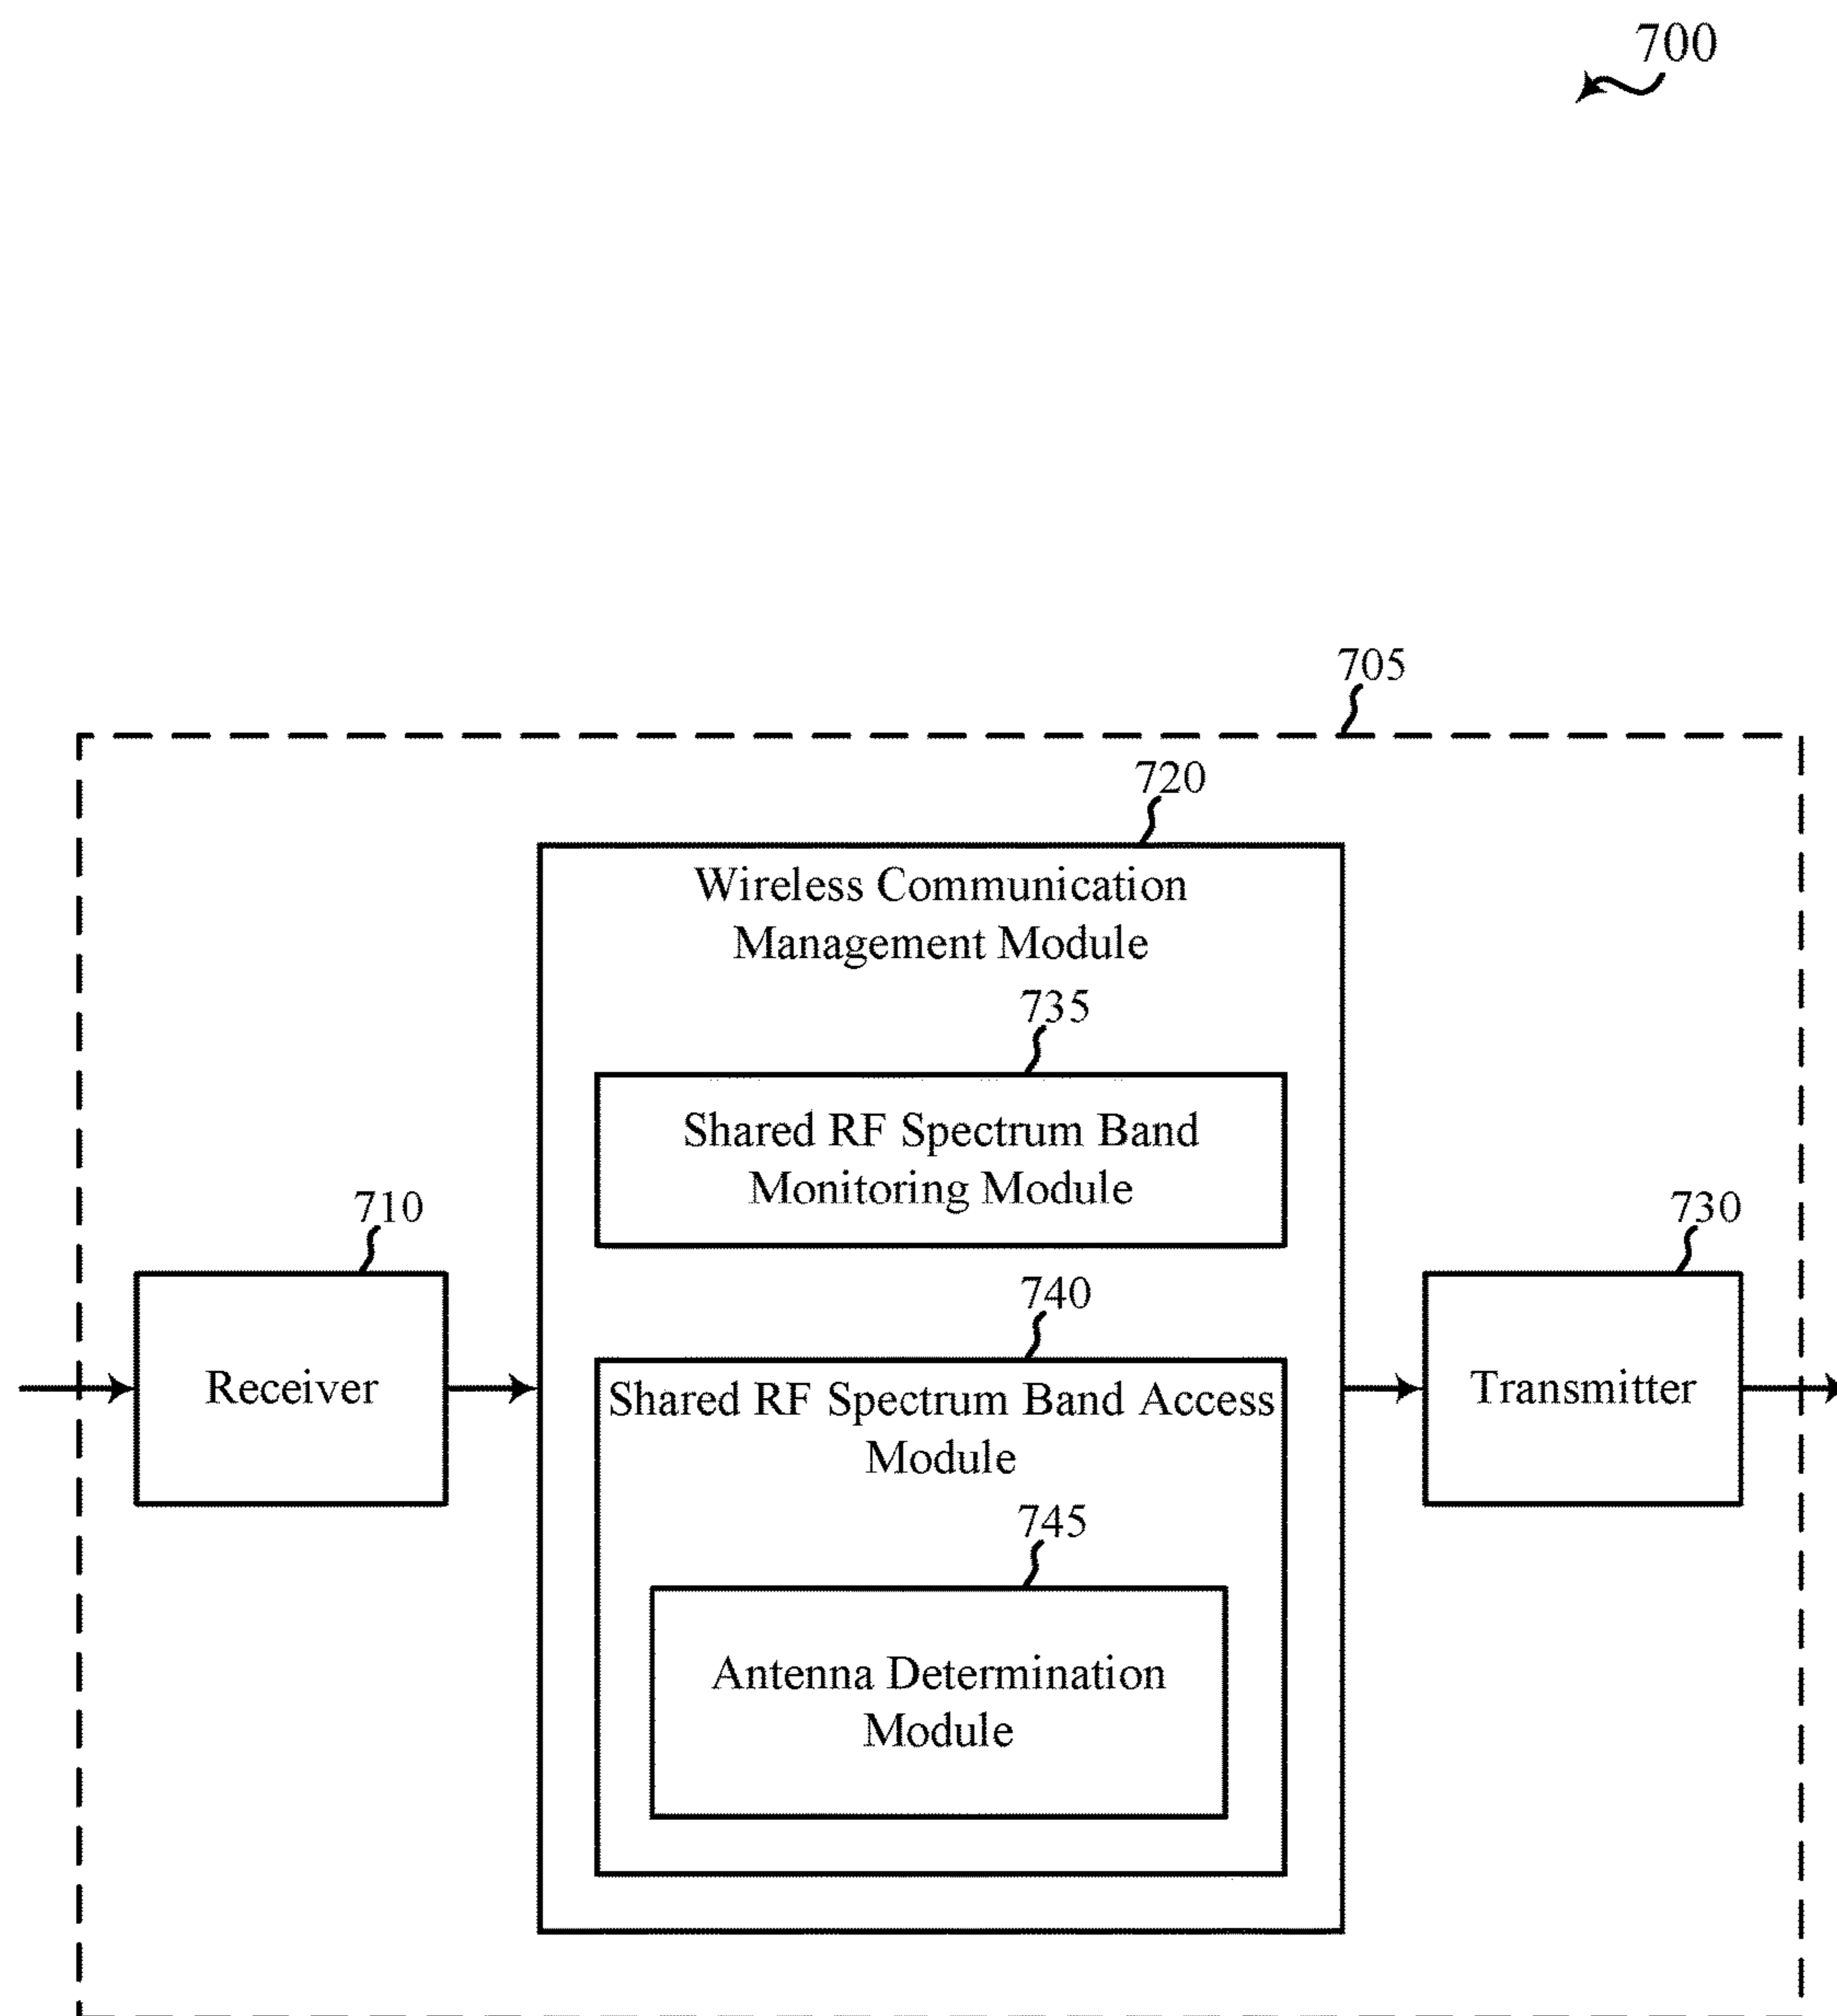 700
705
720
Wireless Communication
Management Module
735
Shared RF Spectrum Band
Monitoring Module
710
Receiver
740
Shared RF Spectrum Band Access
Module
745
Antenna Determination
Module
730
Transmitter